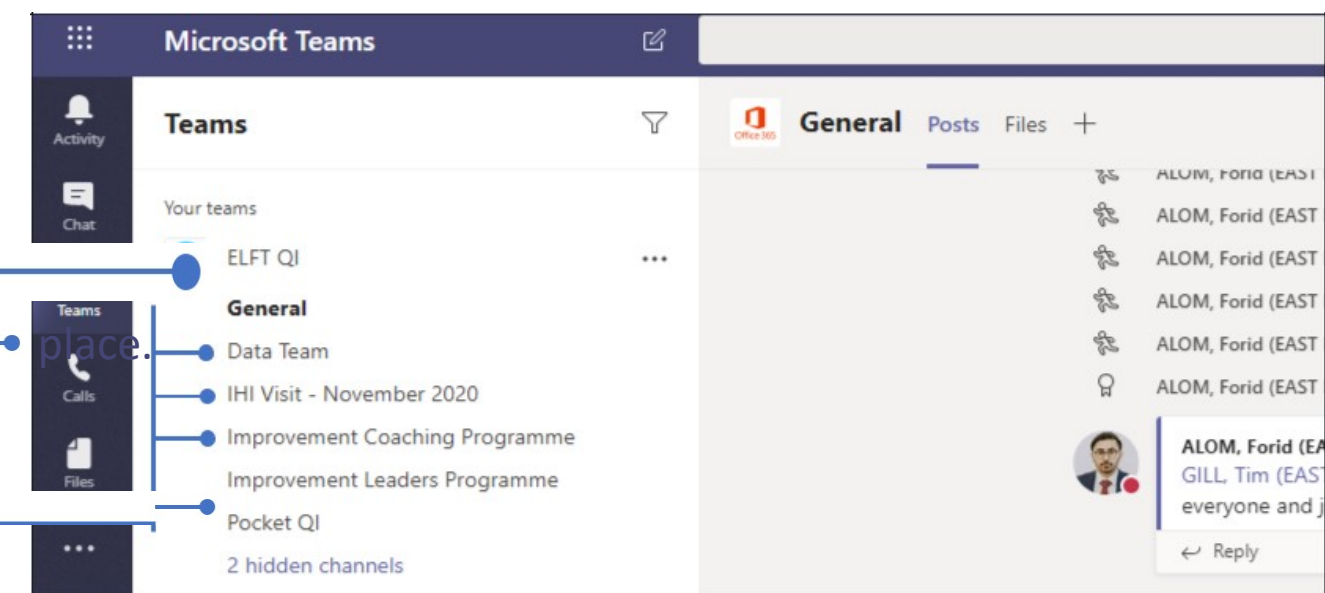 Microsoft Teams
Activity
Chat
Teams
Calls
Files
Teams
Your teams
ELFT QI
General
Data Team
IHI Visit - November 2020
Improvement Coaching Programme
Improvement Leaders Programme
Pocket QI
2 hidden channels
place.
Office 365
General Posts Files
ALOM, Forid (EAST
ALOM, Forid (EAST
ALOM, Forid (EAST
ALOM, Forid (EAST
ALOM, Forid (EAST
ALOM, Forid (EAST
ALOM, Forid (EA
GILL, Tim (EAST
everyone and j
Reply